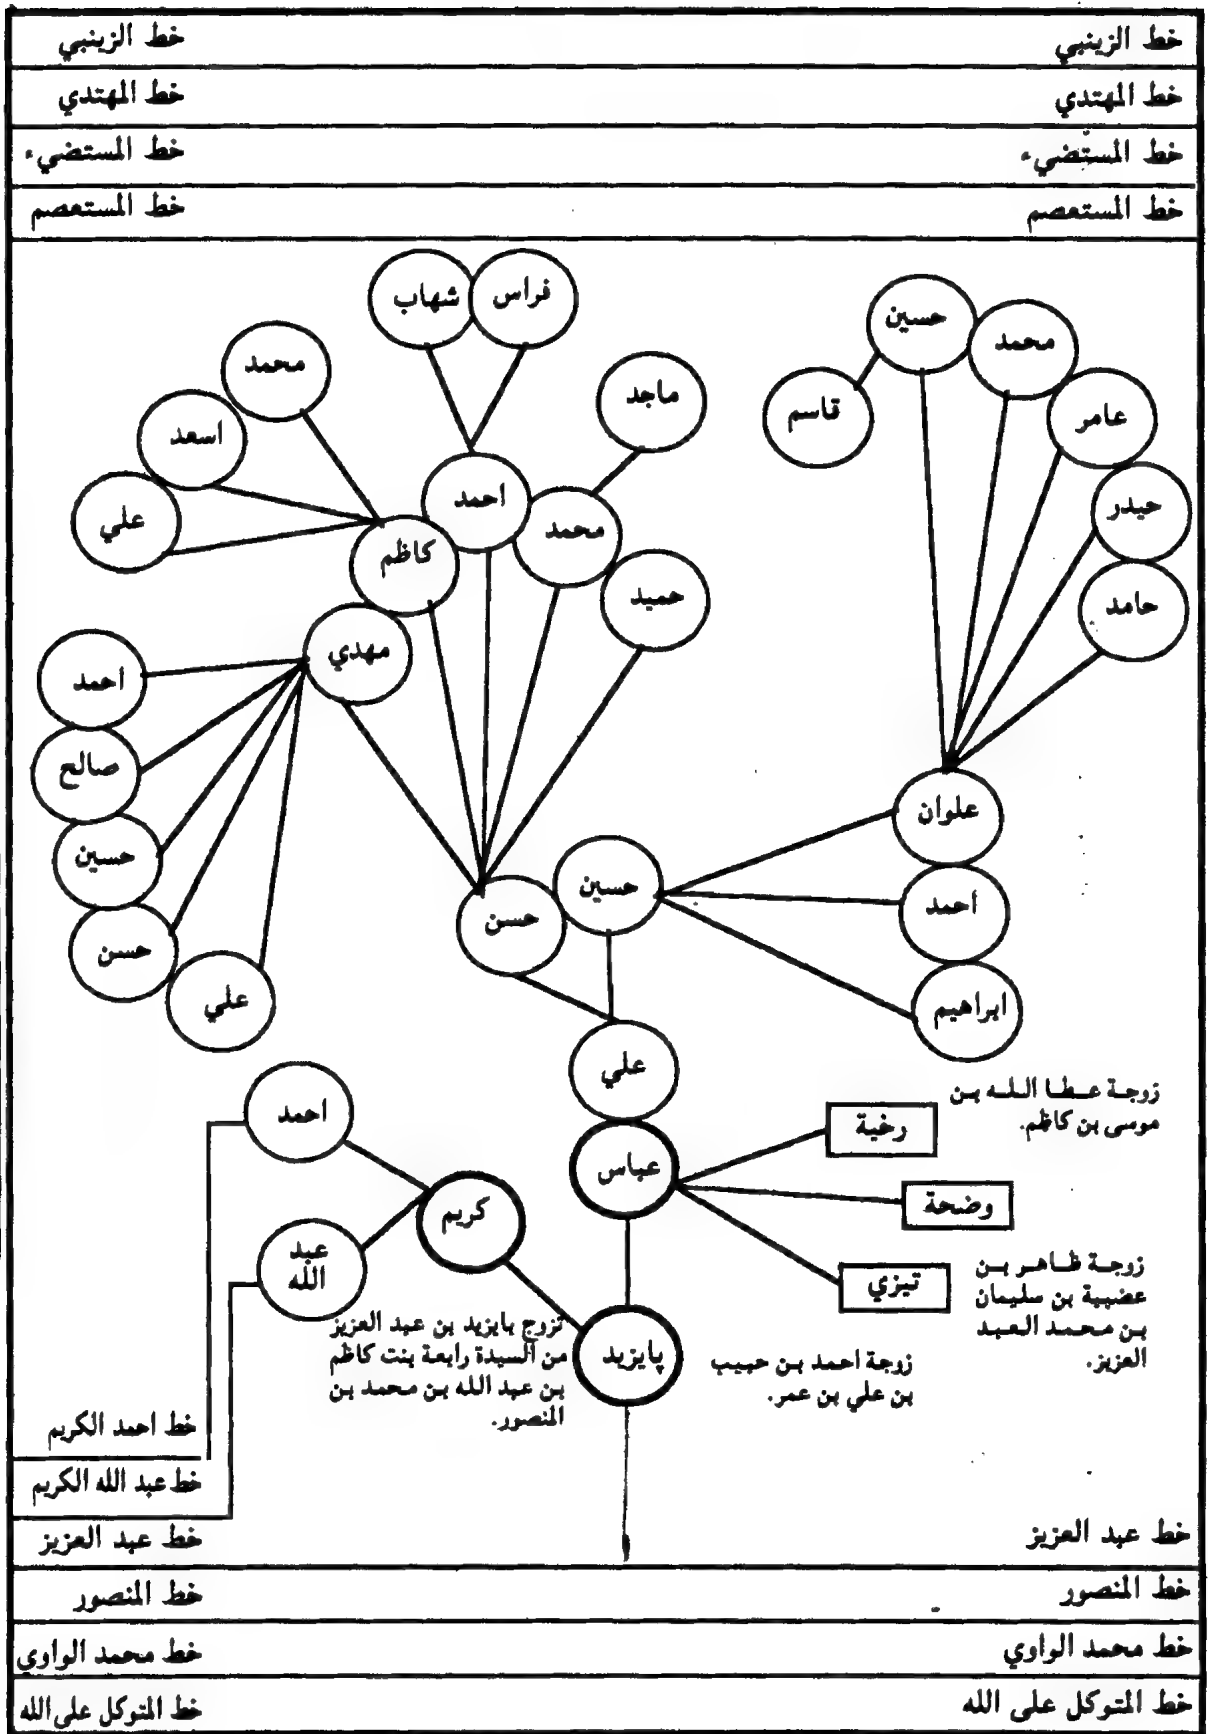 خط الزينبي
خط الزينبي
خط المهتدي
خط المهتدي
خط المستضيء
خط المستضيء
خط المستعصم
خط المستعصم
حسين
محمد
عامر
حيدر
حامد
قاسم
فراس
شهاب
ماجد
محمد
اسعد
علي
احمد
محمد
حميد
كاظم
مهدي
احمد
صالح
حسين
حسن
علي
علوان
احمد
ابراهيم
حسين
حسن
علي
عباس
رخية
زوجة عطا الله بن
موسى بن كاظم.
وضحة
تيزي
زوجة ظاهر بن
عضيبة بن سليمان
بن محمد العبد
العزيز.
زوجة احمد بن حبيب
بن علي بن عمر.
پايزيد
كريم
احمد
عبد
الله
تزوج بايزيد بن عبد العزيز
من السيدة رابعة بنت كاظم
بن عبد الله بن محمد بن
المنصور.
خط احمد الكريم
خط عبد الله الكريم
خط عبد العزيز
خط عبد العزيز
خط المنصور
خط المنصور
خط محمد الواوي
خط محمد الواوي
خط المتوكل على الله
خط المتوكل على الله